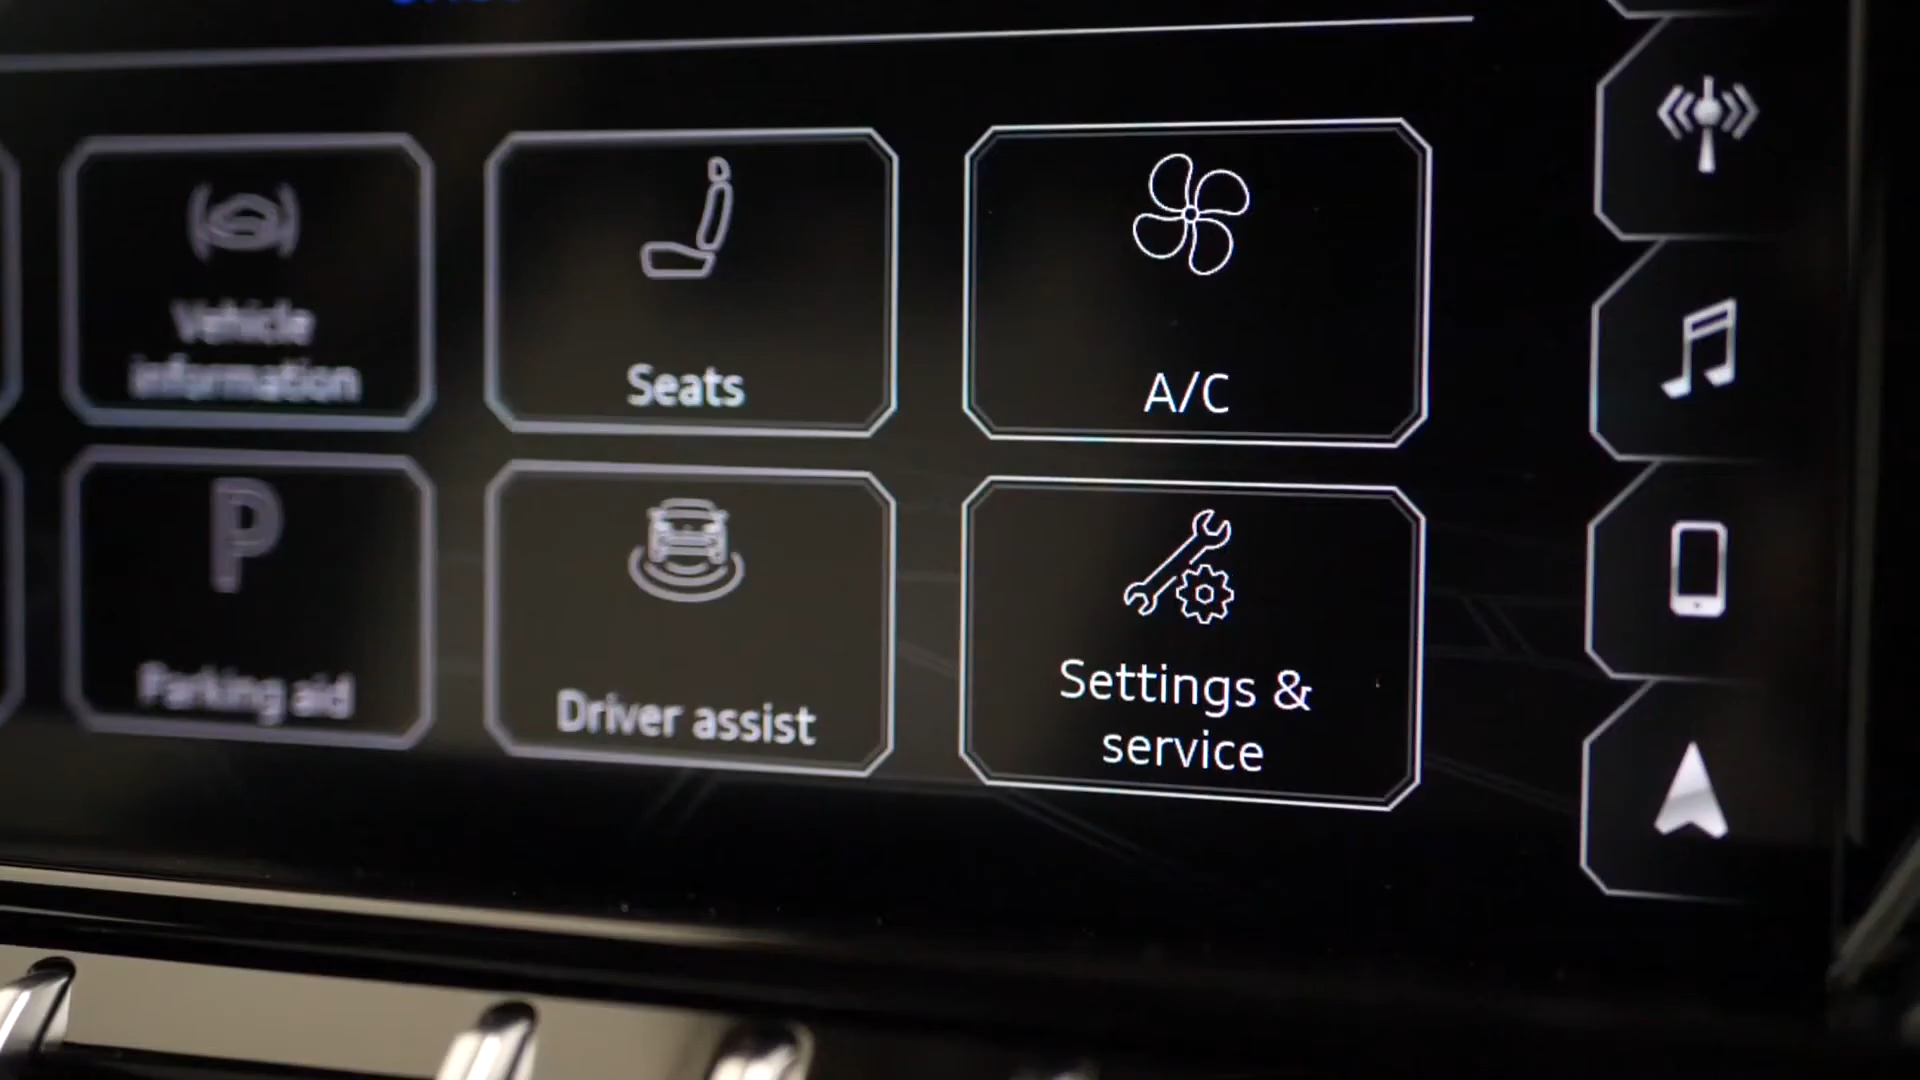 Vehicle
information
Seats
A/C
P
Parking aid
Driver assist
Settings &
service